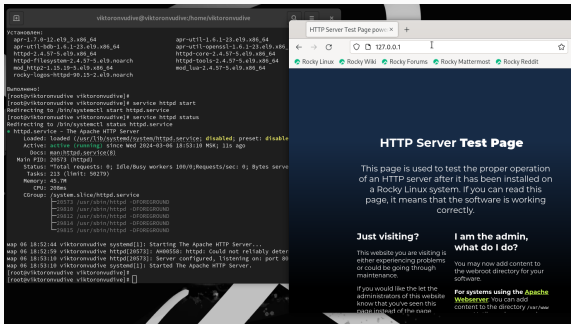 viktoronvudive@viktoronvudive:/home/viktoronvudive
Установлен:
apr-1.7.0-12.el9_3.x86_64 apr-util-1.6.1-23.el9.x86_64
apr-util-bdb-1.6.1-23.el9.x86_64 apr-util-openssl-1.6.1-23.el9.x86_
httpd-2.4.57-5.el9.x86_64 httpd-core-2.4.57-5.el9.x86_64
httpd-filesystem-2.4.57-5.el9.noarch httpd-tools-2.4.57-5.el9.x86_64
mod_http2-1.15.19-5.el9.x86_64 mod_lua-2.4.57-5.el9.x86_64
rocky-logos-httpd-90.15-2.el9.noarch
Выполнено!
[root@viktoronvudive viktoronvudive]#
[root@viktoronvudive viktoronvudive]# service httpd start
Redirecting to /bin/systemctl start httpd.service
[root@viktoronvudive viktoronvudive]# service httpd status
Redirecting to /bin/systemctl status httpd.service
● httpd.service - The Apache HTTP Server
Loaded: loaded (/usr/lib/systemd/system/httpd.service; disabled; preset: disable
Active: active (running) since Wed 2024-03-06 18:53:10 MSK; 11s ago
Docs: man:httpd.service(8)
Main PID: 20573 (httpd)
Status: "Total requests: 0; Idle/Busy workers 100/0;Requests/sec: 0; Bytes serve
Tasks: 213 (limit: 50279)
Memory: 45.7M
CPU: 208ms
CGroup: /system.slice/httpd.service
/usr/sbin/httpd -DFOREGROUND
/usr/sbin/httpd -DFOREGROUND
/usr/sbin/httpd -DFOREGROUND
/usr/sbin/httpd -DFOREGROUND
/usr/sbin/httpd -DFOREGROUND
мар 06 18:52:44 viktoronvudive systemd[1]: Starting The Apache HTTP Server...
мар 06 18:52:59 viktoronvudive httpd[20573]: AH00558: httpd: Could not reliably deter
мар 06 18:53:10 viktoronvudive httpd[20573]: Server configured, listening on: port 80
мар 06 18:53:10 viktoronvudive systemd[1]: Started The Apache HTTP Server.
[root@viktoronvudive viktoronvudive]#
[root@viktoronvudive viktoronvudive]#
HTTP Server Test Page powe
127.0.0.1
Rocky Linux Rocky Forums Rocky Mattermost Rocky Reddit
HTTP Server Test Page
This page is used to test the proper operation
of an HTTP server after it has been installed on
a Rocky Linux system. If you can read this
page, it means that the software is working
correctly.
Just visiting?
This website you are visiting is
either experiencing problems
or could be going through
maintenance.
If you would like the let the
administrators of this website
know that you've seen this
page instead of the page
I am the admin,
what do I do?
You may now add content to
the webroot directory for your
software.
For systems using the Apache
Webserver: You can add
content to the directory /var/www